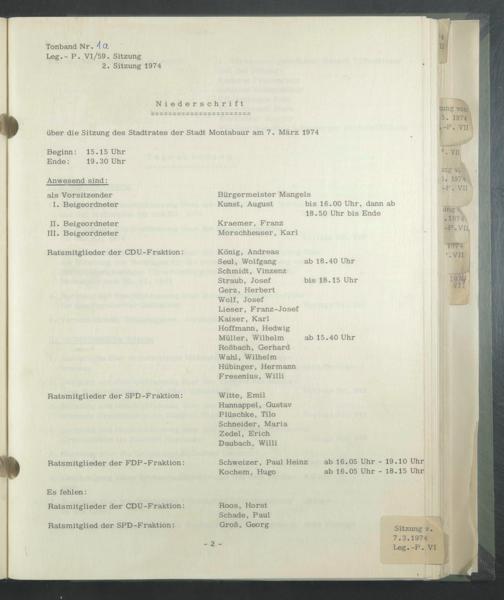 Tonband Nr. 1a
Leg.- P. VI/59. Sitzung
2. Sitzung 1974
Niederschrift
über die Sitzung des Stadtrates der Stadt Montabaur am 7. März 1974
Beginn: 15.15 Uhr
Ende: 19.30 Uhr
Anwesend sind:
als Vorsitzender Bürgermeister Mangels
I. Beigeordneter Kunst, August bis 16.00 Uhr, dann ab
18.50 Uhr bis Ende
II. Beigeordneter Kraemer, Franz
III. Beigeordneter Morschheuser, Karl
Ratsmitglieder der CDU-Fraktion: König, Andreas
Seul, Wolfgang ab 18.40 Uhr
Schmidt, Vinzenz
Straub, Josef bis 18.15 Uhr
Gerz, Herbert
Wolf, Josef
Lieser, Franz-Josef
Kaiser, Karl
Hoffmann, Hedwig
Müller, Wilhelm ab 15.40 Uhr
Roßbach, Gerhard
Wahl, Wilhelm
Hübinger, Hermann
Fresenius, Willi
Ratsmitglieder der SPD-Fraktion: Witte, Emil
Hannappel, Gustav
Plüschke, Tilo
Schneider, Maria
Zedel, Erich
Daubach, Willi
Ratsmitglieder der FDP-Fraktion: Schweizer, Paul Heinz ab 16.05 Uhr - 19.10 Uhr
Kochem, Hugo ab 16.05 Uhr - 18.15 Uhr
Es fehlen:
Ratsmitglieder der CDU-Fraktion: Roos, Horst
Schade, Paul
Ratsmitglied der SPD-Fraktion: Groß, Georg
- 2 -
Sitzung v.
7.3.1974
Leg.-P. VI